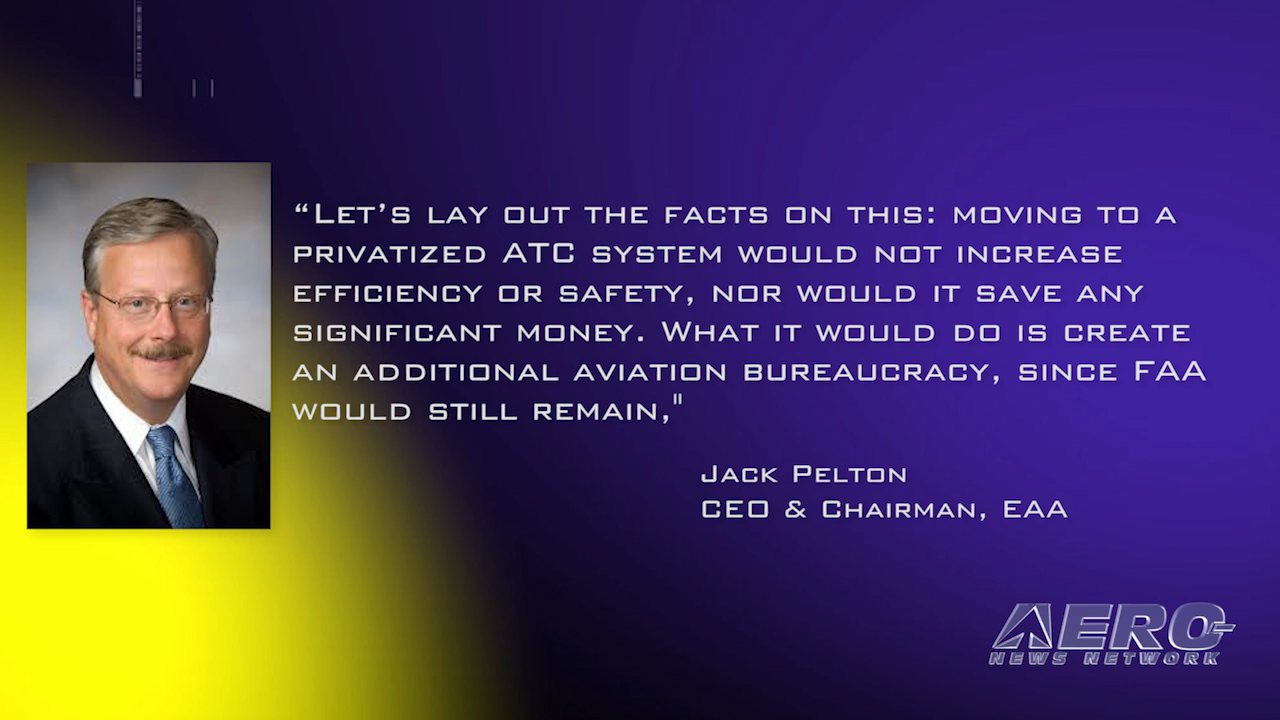 “Let’s lay out the facts on this: moving to a
privatized ATC system would not increase
efficiency or safety, nor would it save any
significant money. What it would do is create
an additional aviation bureaucracy, since FAA
would still remain,"
Jack Pelton
CEO & Chairman, EAA
AERO
NEWS NETWORK